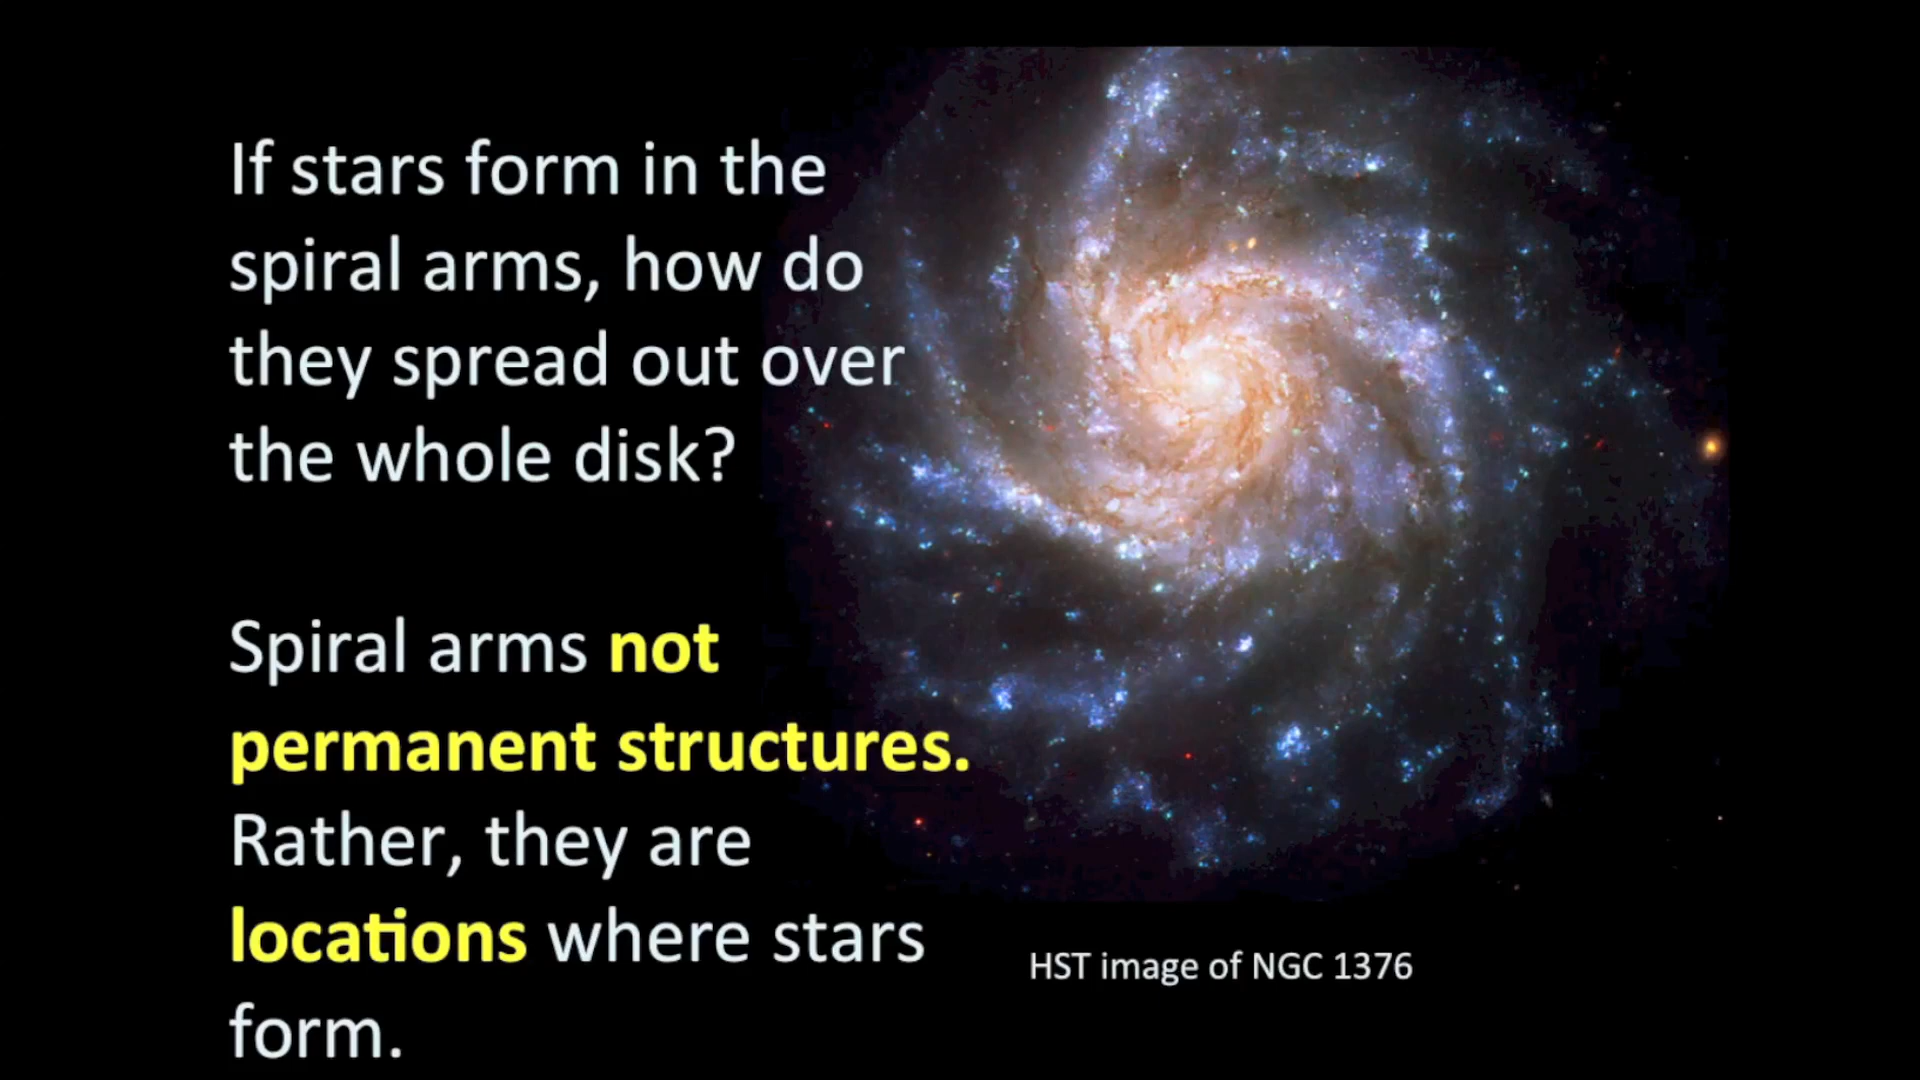 If stars form in the
spiral arms, how do
they spread out over
the whole disk?
Spiral arms not
permanent structures.
Rather, they are
locations where stars
form.
HST image of NGC 1376